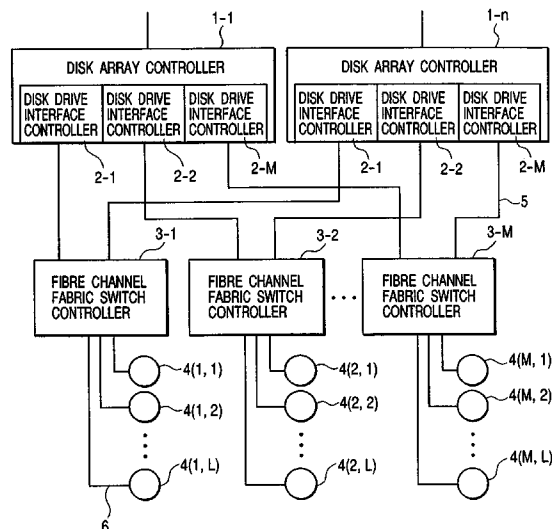 1-1
1-n
DISK ARRAY CONTROLLER
DISK ARRAY CONTROLLER
DISK DRIVE INTERFACE CONTROLLER
DISK DRIVE INTERFACE CONTROLLER
DISK DRIVE INTERFACE CONTROLLER
DISK DRIVE INTERFACE CONTROLLER
DISK DRIVE INTERFACE CONTROLLER
DISK DRIVE INTERFACE CONTROLLER
2-1
2-2
2-M
2-1
2-2
2-M
5
3-1
3-2
3-M
FIBRE CHANNEL
FABRIC SWITCH
CONTROLLER
FIBRE CHANNEL
FABRIC SWITCH
CONTROLLER
FIBRE CHANNEL
FABRIC SWITCH
CONTROLLER
4(1, 1)
4(2, 1)
4(M, 1)
4(1, 2)
4(2, 2)
4(M, 2)
4(1, L)
4(2, L)
4(M, L)
6